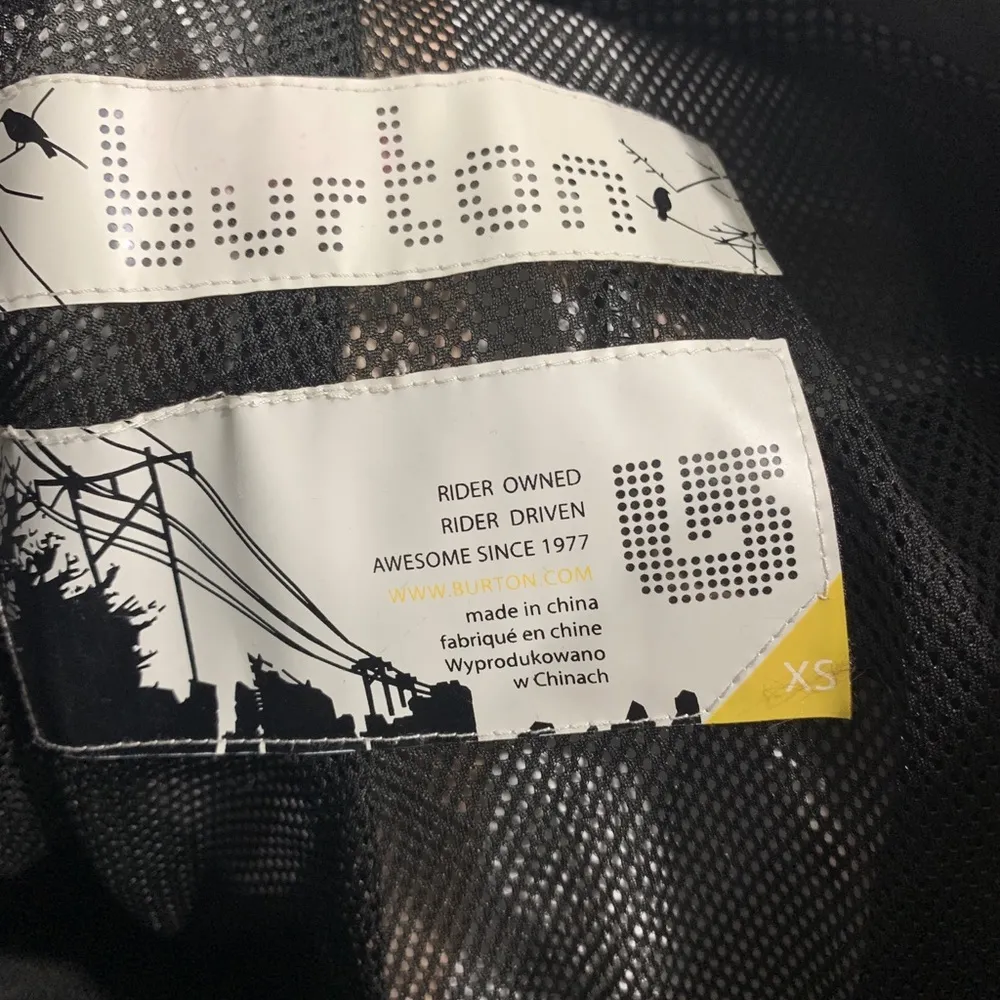 burton
RIDER OWNED
RIDER DRIVEN
AWESOME SINCE 1977
WWW.BURTON.COM
made in china
fabriqué en chine
Wyprodukowano
w Chinach
XS